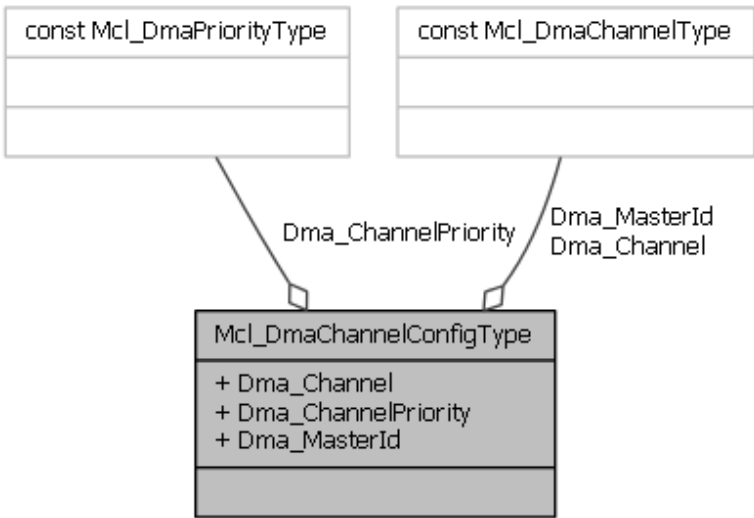 const Mcl_DmaPriorityType
const Mcl_DmaChannelType
Dma_ChannelPriority
Dma_MasterId
Dma_Channel
Mcl_DmaChannelConfigType
+ Dma_Channel
+ Dma_ChannelPriority
+ Dma_MasterId